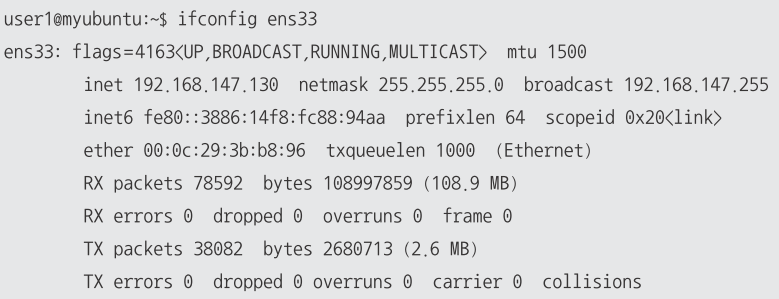 user1@myubuntu:~$ ifconfig ens33
ens33: flags=4163<UP,BROADCAST,RUNNING,MULTICAST>  mtu 1500
        inet 192.168.147.130  netmask 255.255.255.0  broadcast 192.168.147.255
        inet6 fe80::3886:14f8:fc88:94aa  prefixlen 64  scopeid 0x20<link>
        ether 00:0c:29:3b:b8:96  txqueuelen 1000  (Ethernet)
        RX packets 78592  bytes 108997859 (108.9 MB)
        RX errors 0  dropped 0  overruns 0  frame 0
        TX packets 38082  bytes 2680713 (2.6 MB)
        TX errors 0  dropped 0 overruns 0  carrier 0  collisions